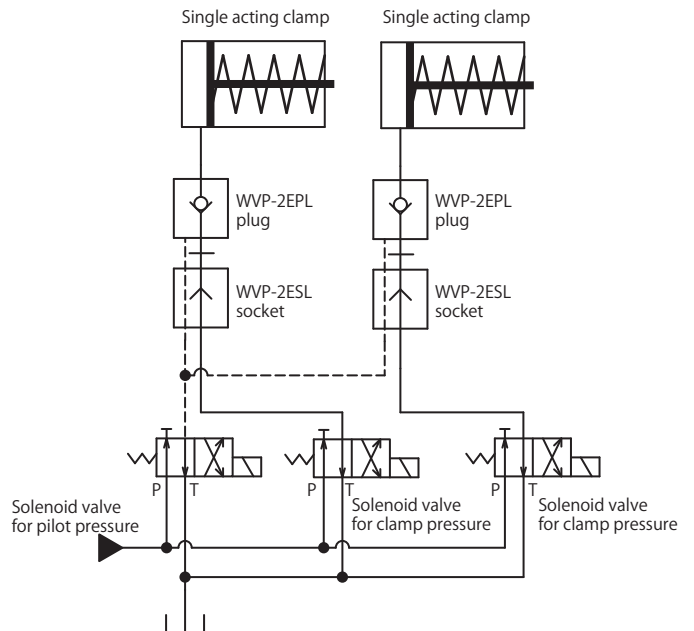 Single acting clamp
Single acting clamp
WVP-2EPL
plug
WVP-2EPL
plug
WVP-2ESL
socket
WVP-2ESL
socket
P
T
P
T
P
T
Solenoid valve
for pilot pressure
Solenoid valve
for clamp pressure
Solenoid valve
for clamp pressure